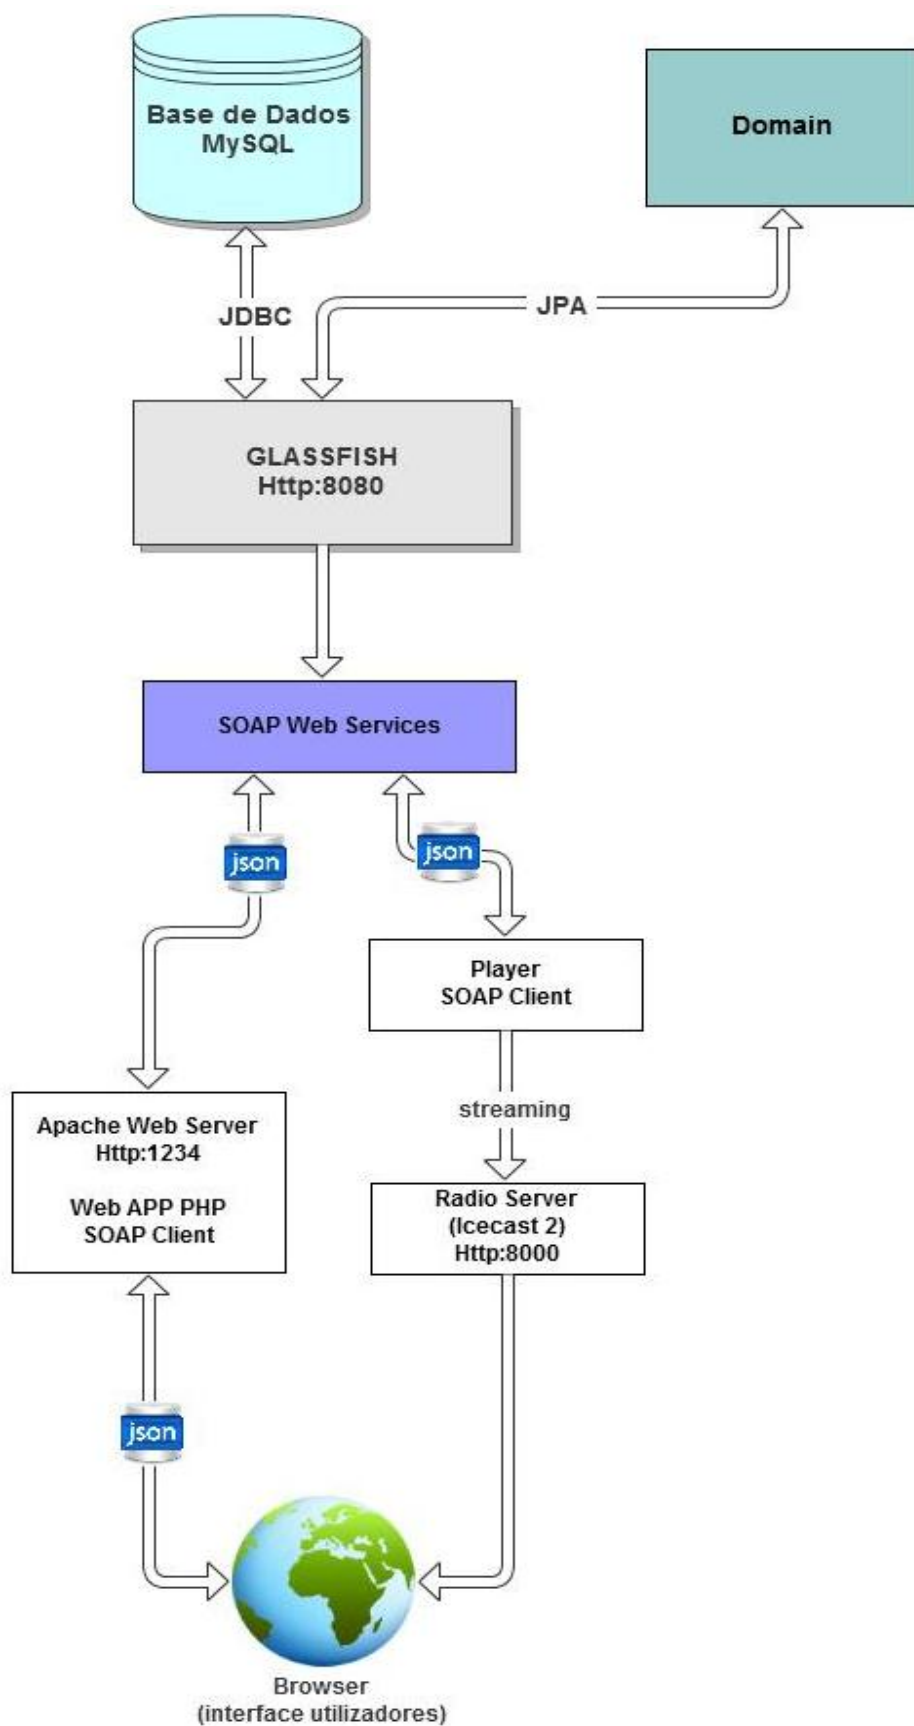 Base de Dados
MySQL
Domain
JDBC
JPA
GLASSFISH
Http:8080
SOAP Web Services
json
json
Player
SOAP Client
Apache Web Server
Http:1234
Web APP PHP
SOAP Client
streaming
Radio Server
(Icecast 2)
Http:8000
json
Browser
(interface utilizadores)